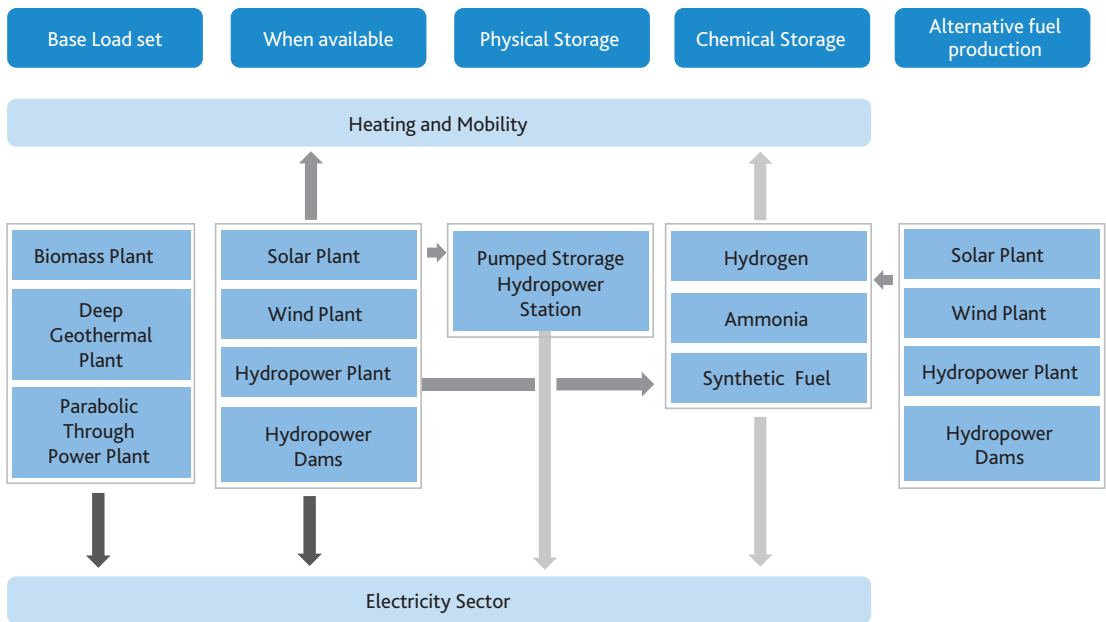 Base Load set
When available
Physical Storage
Chemical Storage
Alternative fuel
production
Heating and Mobility
Biomass Plant
Deep
Geothermal
Plant
Parabolic
Through
Power Plant
Solar Plant
Wind Plant
Hydropower Plant
Hydropower
Dams
Pumped Strorage
Hydropower
Station
Hydrogen
Ammonia
Synthetic Fuel
Solar Plant
Wind Plant
Hydropower Plant
Hydropower
Dams
Electricity Sector